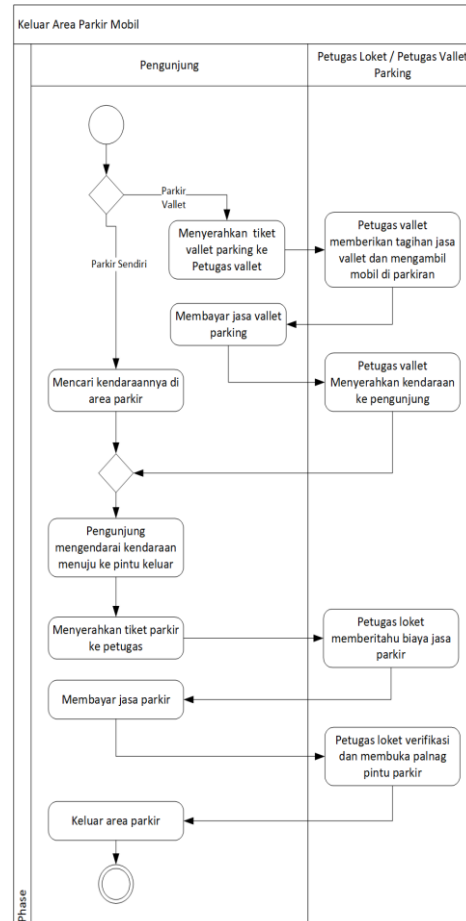 Keluar Area Parkir Mobil
Pengunjung
Petugas Loket / Petugas Vallet
Parking
Parkir
Vallet
Menyerahkan tiket
vallet parking ke
Petugas vallet
Petugas vallet
memberikan tagihan jasa
vallet dan mengambil
mobil di parkiran
Parkir Sendiri
Membayar jasa vallet
parking
Mencari kendaraannya di
area parkir
Petugas vallet
Menyerahkan kendaraan
ke pengunjung
Pengunjung
mengendarai kendaraan
menuju ke pintu keluar
Menyerahkan tiket parkir
ke petugas
Petugas loket
memberitahu biaya jasa
parkir
Membayar jasa parkir
Petugas loket verifikasi
dan membuka palnag
pintu parkir
Keluar area parkir
Phase